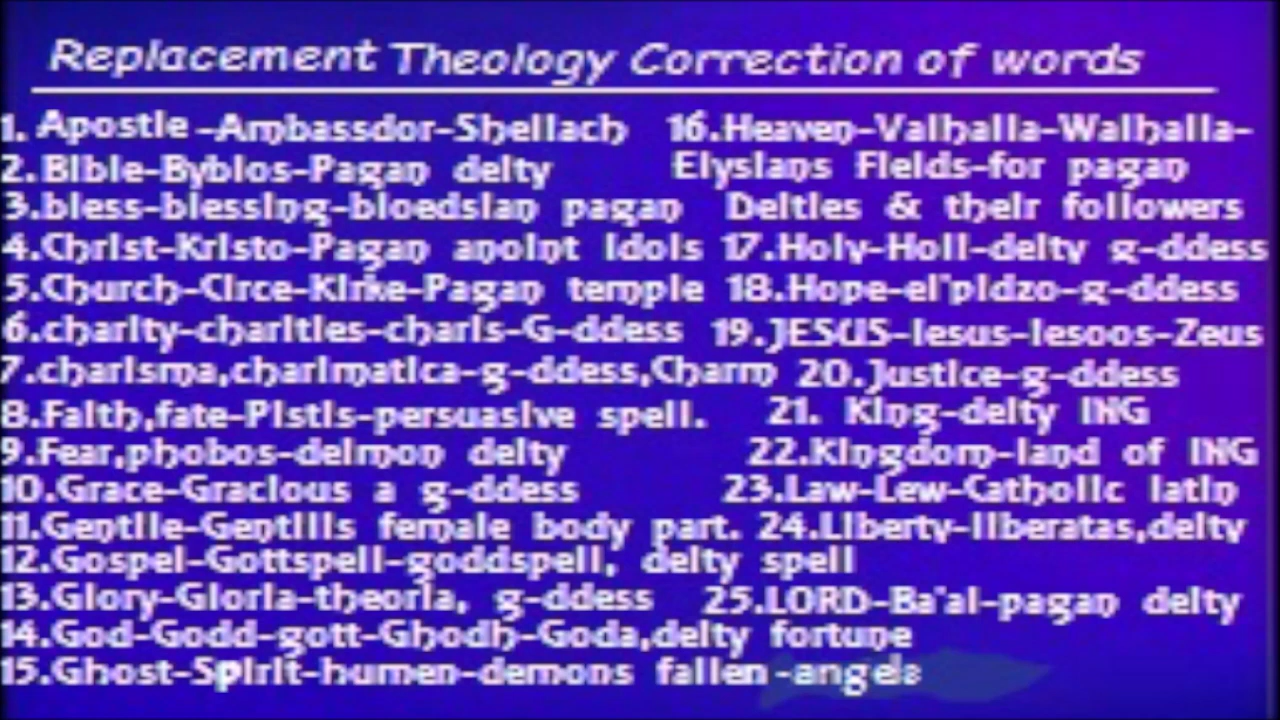 Replacement Theology Correction of words
1. Apostle-Ambassdor-Shellach
2.Bible-Byblos-Pagan deity
3.bless-blessing-bloedsian pagan
4.Christ-Kristo-Pagan anoint idols
5.Church-Circe-Kirke-Pagan temple
6.charity-charities-charis-G-ddess
7.charisma,charimatica-g-ddess,Charm
8.Faith,fate-Pistis-persuasive spell.
9.Fear,phobos-deimon deity
10.Grace-Gracious a g-ddess
11.Gentile-Gentills female body part.
12.Gospel-Gottspell-goddspell, deity spell
13.Glory-Gloria-theoria, g-ddess
14.God-Godd-gott-Ghodh-Goda,deity fortune
15.Ghost-Spirit-humen-demons fallen-angels
16.Heaven-Valhalla-Walhalla-
Elysians Fields-for pagan
Deities & their followers
17.Holy-Holi-deity g-ddess
18.Hope-el'pidzo-g-ddess
19.JESUS-Iesus-Iesoos-Zeus
20.Justice-g-ddess
21. King-deity ING
22.Kingdom-land of ING
23.Law-Lew-Catholic latin
24.Liberty-liberatas,deity
25.LORD-Ba'al-pagan deity